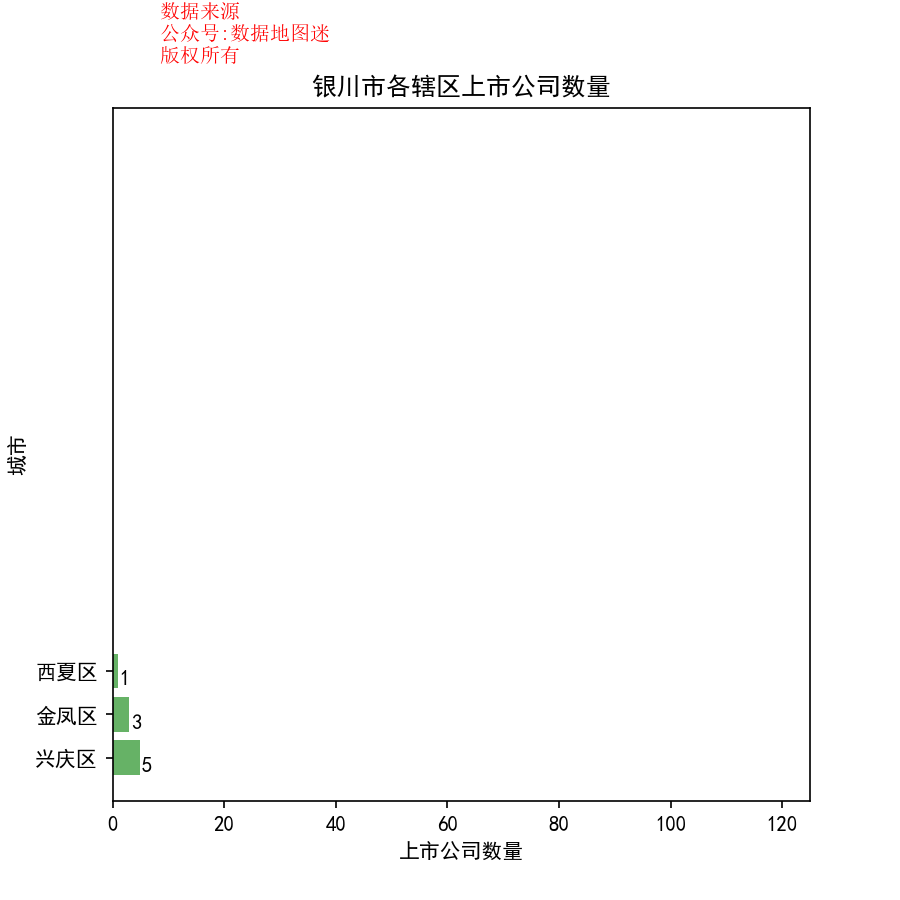 数据来源
公众号:数据地图迷
版权所有
银川市各辖区上市公司数量
城市
西夏区 1
金凤区 3
兴庆区 5
0 20 40 60 80 100 120
上市公司数量